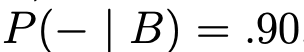 P(− | B) = .90